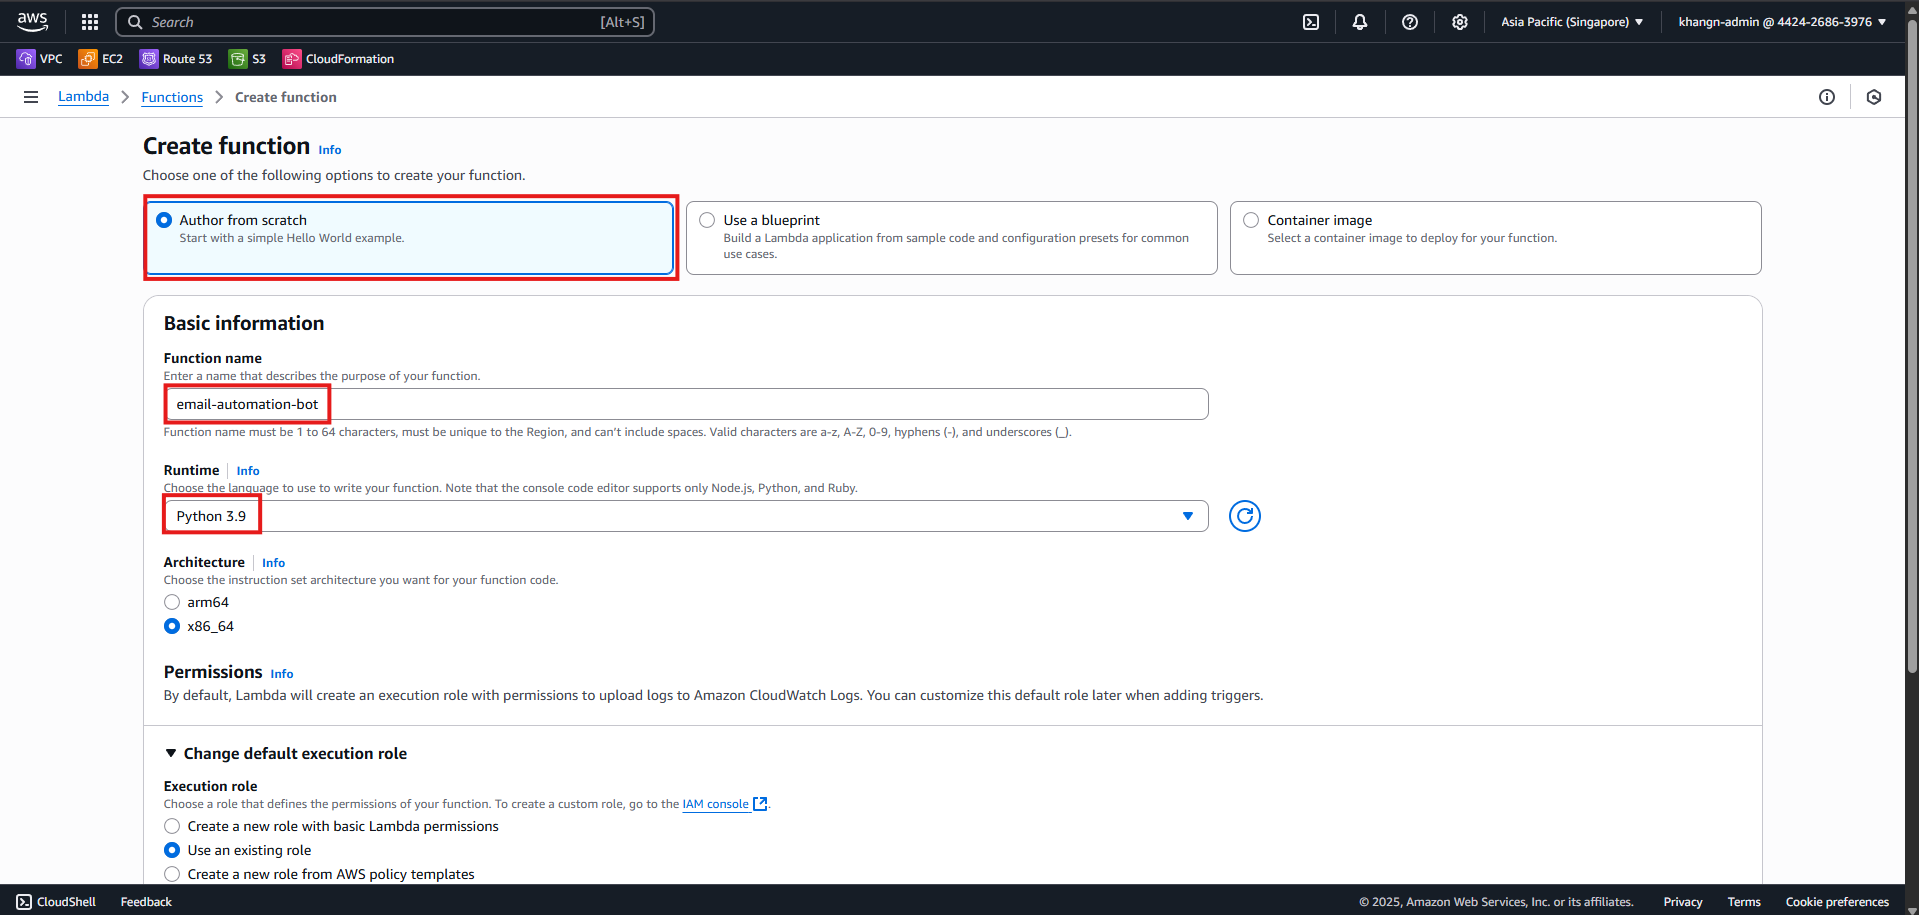 aws Search [Alt+S] Asia Pacific (Singapore) khangn-admin @ 4424-2686-3976
VPC EC2 Route 53 S3 CloudFormation
Lambda Functions Create function
Create function Info
Choose one of the following options to create your function.
Author from scratch
Start with a simple Hello World example.
Use a blueprint
Build a Lambda application from sample code and configuration presets for common
use cases.
Container image
Select a container image to deploy for your function.
Basic information
Function name
Enter a name that describes the purpose of your function.
email-automation-bot
Function name must be 1 to 64 characters, must be unique to the Region, and can't include spaces. Valid characters are a-z, A-Z, 0-9, hyphens (-), and underscores (_).
Runtime Info
Choose the language to use to write your function. Note that the console code editor supports only Node.js, Python, and Ruby.
Python 3.9
Architecture Info
Choose the instruction set architecture you want for your function code.
arm64
x86_64
Permissions Info
By default, Lambda will create an execution role with permissions to upload logs to Amazon CloudWatch Logs. You can customize this default role later when adding triggers.
Change default execution role
Execution role
Choose a role that defines the permissions of your function. To create a custom role, go to the IAM console.
Create a new role with basic Lambda permissions
Use an existing role
Create a new role from AWS policy templates
CloudShell Feedback © 2025, Amazon Web Services, Inc. or its affiliates. Privacy Terms Cookie preferences